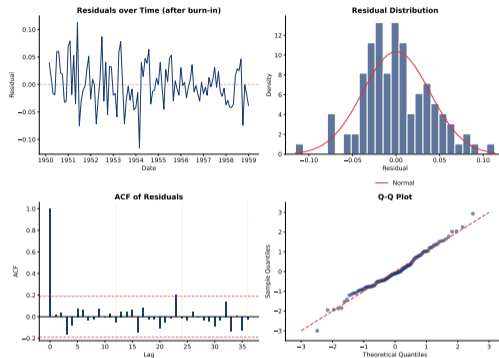 Residuals over Time (after burn-in)
0.10
0.05
0.00
−0.05
−0.10
Residual
1950 1951 1952 1953 1954 1955 1956 1957 1958 1959
Date
Residual Distribution
12
10
8
6
4
2
0
Density
−0.10 −0.05 0.00 0.05 0.10
Residual
Normal
ACF of Residuals
1.0
0.8
0.6
0.4
0.2
0.0
−0.2
ACF
0 5 10 15 20 25 30 35
Lag
Q-Q Plot
3
2
1
0
−1
−2
−3
Sample Quantiles
−3 −2 −1 0 1 2 3
Theoretical Quantiles